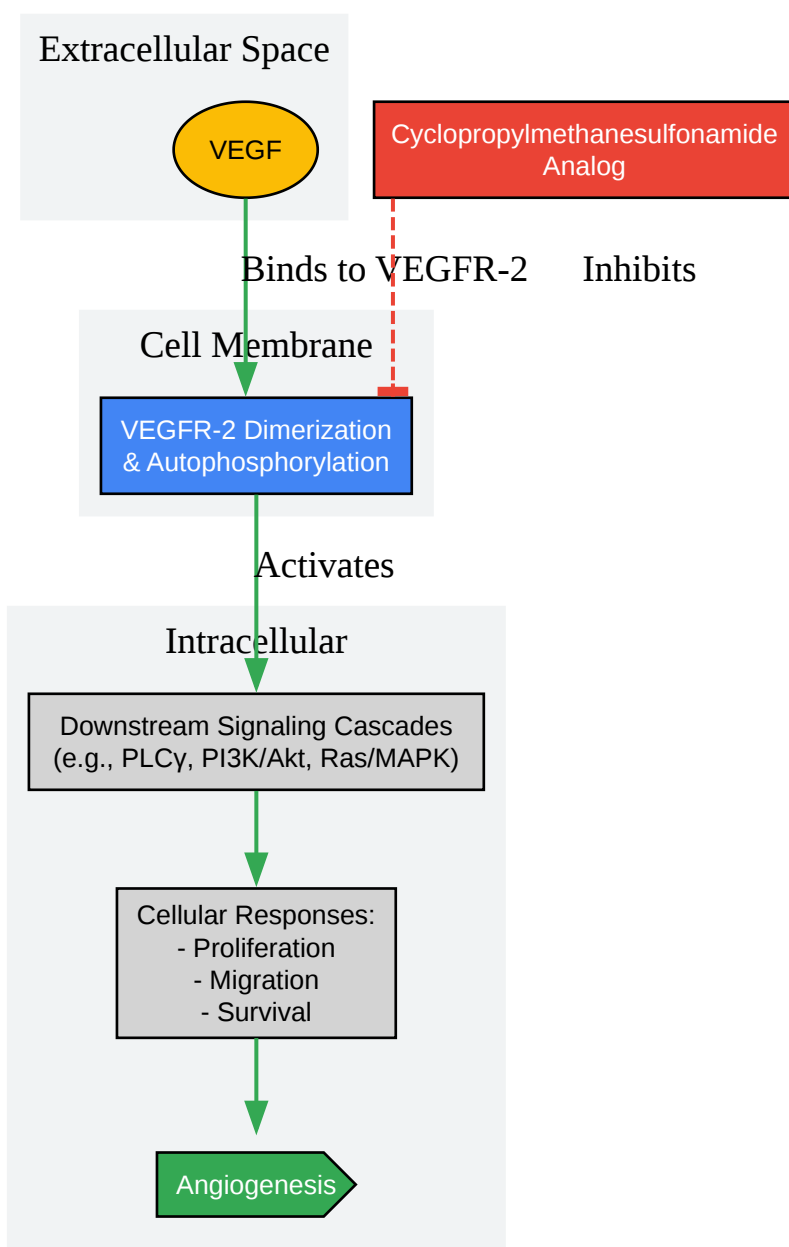 Extracellular Space
VEGF
Cyclopropylmethanesulfonamide
Analog
Binds to VEGFR-2
Inhibits
Cell Membrane
VEGFR-2 Dimerization
& Autophosphorylation
Activates
Intracellular
Downstream Signaling Cascades
(e.g., PLCγ, PI3K/Akt, Ras/MAPK)
Cellular Responses:
- Proliferation
- Migration
- Survival
Angiogenesis